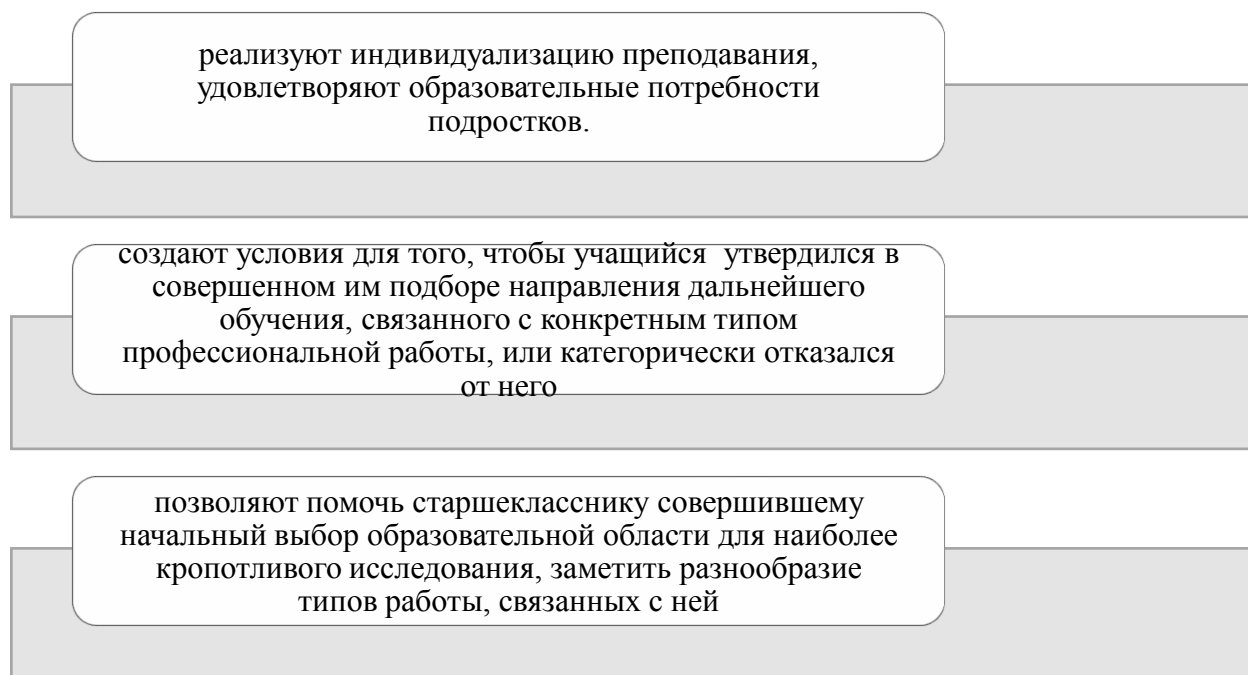 реализуют индивидуализацию преподавания,
удовлетворяют образовательные потребности
подростков.
создают условия для того, чтобы учащийся  утвердился в
совершенном им подборе направления дальнейшего
обучения, связанного с конкретным типом
профессиональной работы, или категорически отказался
от него
позволяют помочь старшекласснику совершившему
начальный выбор образовательной области для наиболее
кропотливого исследования, заметить разнообразие
типов работы, связанных с ней